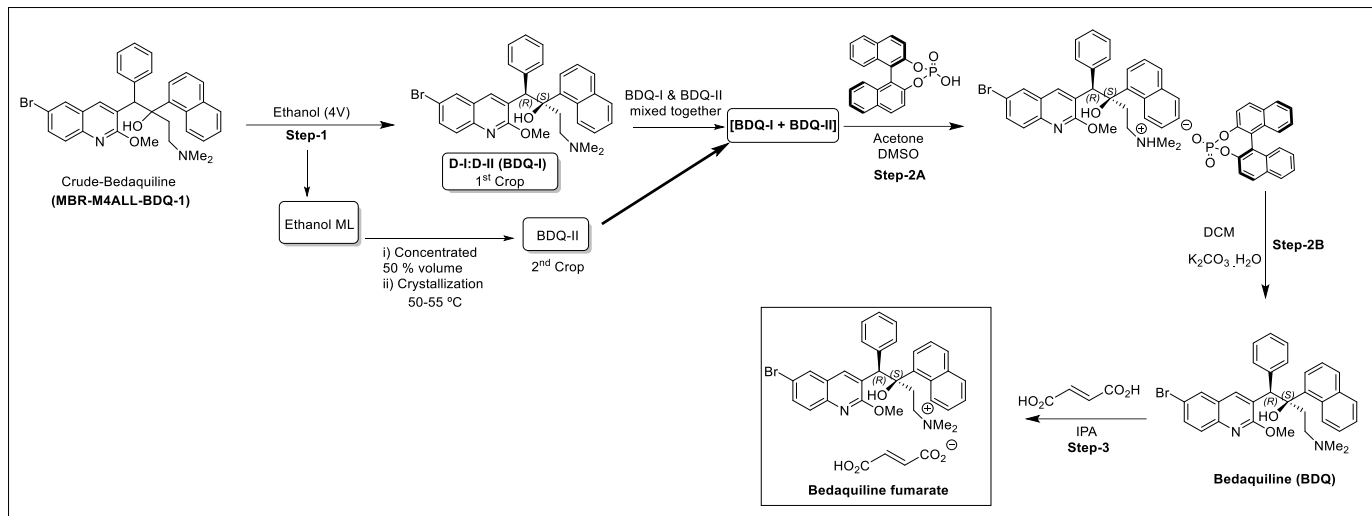 Br
HO
N
OMe
NMe2
Crude-Bedaquiline
(MBR-M4ALL-BDQ-1)
Ethanol (4V)
Step-1
Ethanol ML
i) Concentrated
50 % volume
ii) Crystallization
50-55 ºC
Br
(R)
(S)
HO
N
OMe
NMe2
D-I:D-II (BDQ-I)
1st Crop
BDQ-II
2nd Crop
BDQ-I & BDQ-II
mixed together
[BDQ-I + BDQ-II]
O
O
P
O
OH
Acetone
DMSO
Step-2A
Br
(R)
(S)
HO
N
OMe
+
NHMe2
−
O
O
P
O
O
DCM
K2CO3.H2O
Step-2B
Br
(R)
(S)
HO
N
OMe
NMe2
Bedaquiline (BDQ)
HO2C
CO2H
IPA
Step-3
Br
(R)
(S)
HO
N
OMe
+
NMe2
HO2C
CO2−
Bedaquiline fumarate